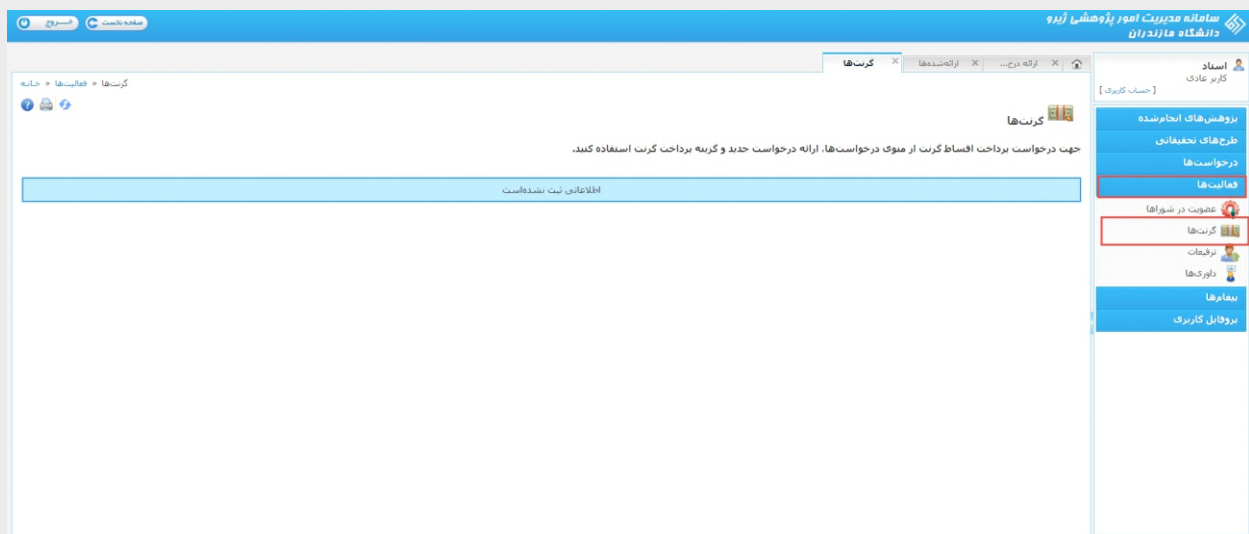 سامانه مدیریت امور پژوهشی ژیرو
دانشگاه مازندران
صفحه نخست
خـــروج
استاد
کاربر عادی
[ حساب کاربری ]
ارائه درخ...
ارائه‌شده‌ها
گرنت‌ها
گرنت‌ها « فعالیت‌ها « خـانـه
گرنت‌ها
جهت درخواست پرداخت اقساط گرنت از منوی درخواست‌ها، ارائه درخواست جدید و گزینه پرداخت گرنت استفاده کنید.
اطلاعاتی ثبت نشده‌است
پژوهش‌های انجام‌شده
طرح‌های تحقیقاتی
درخواست‌ها
فعالیت‌ها
عضویت در شوراها
گرنت‌ها
ترفیعات
داوری‌ها
پیغام‌ها
پروفایل کاربری